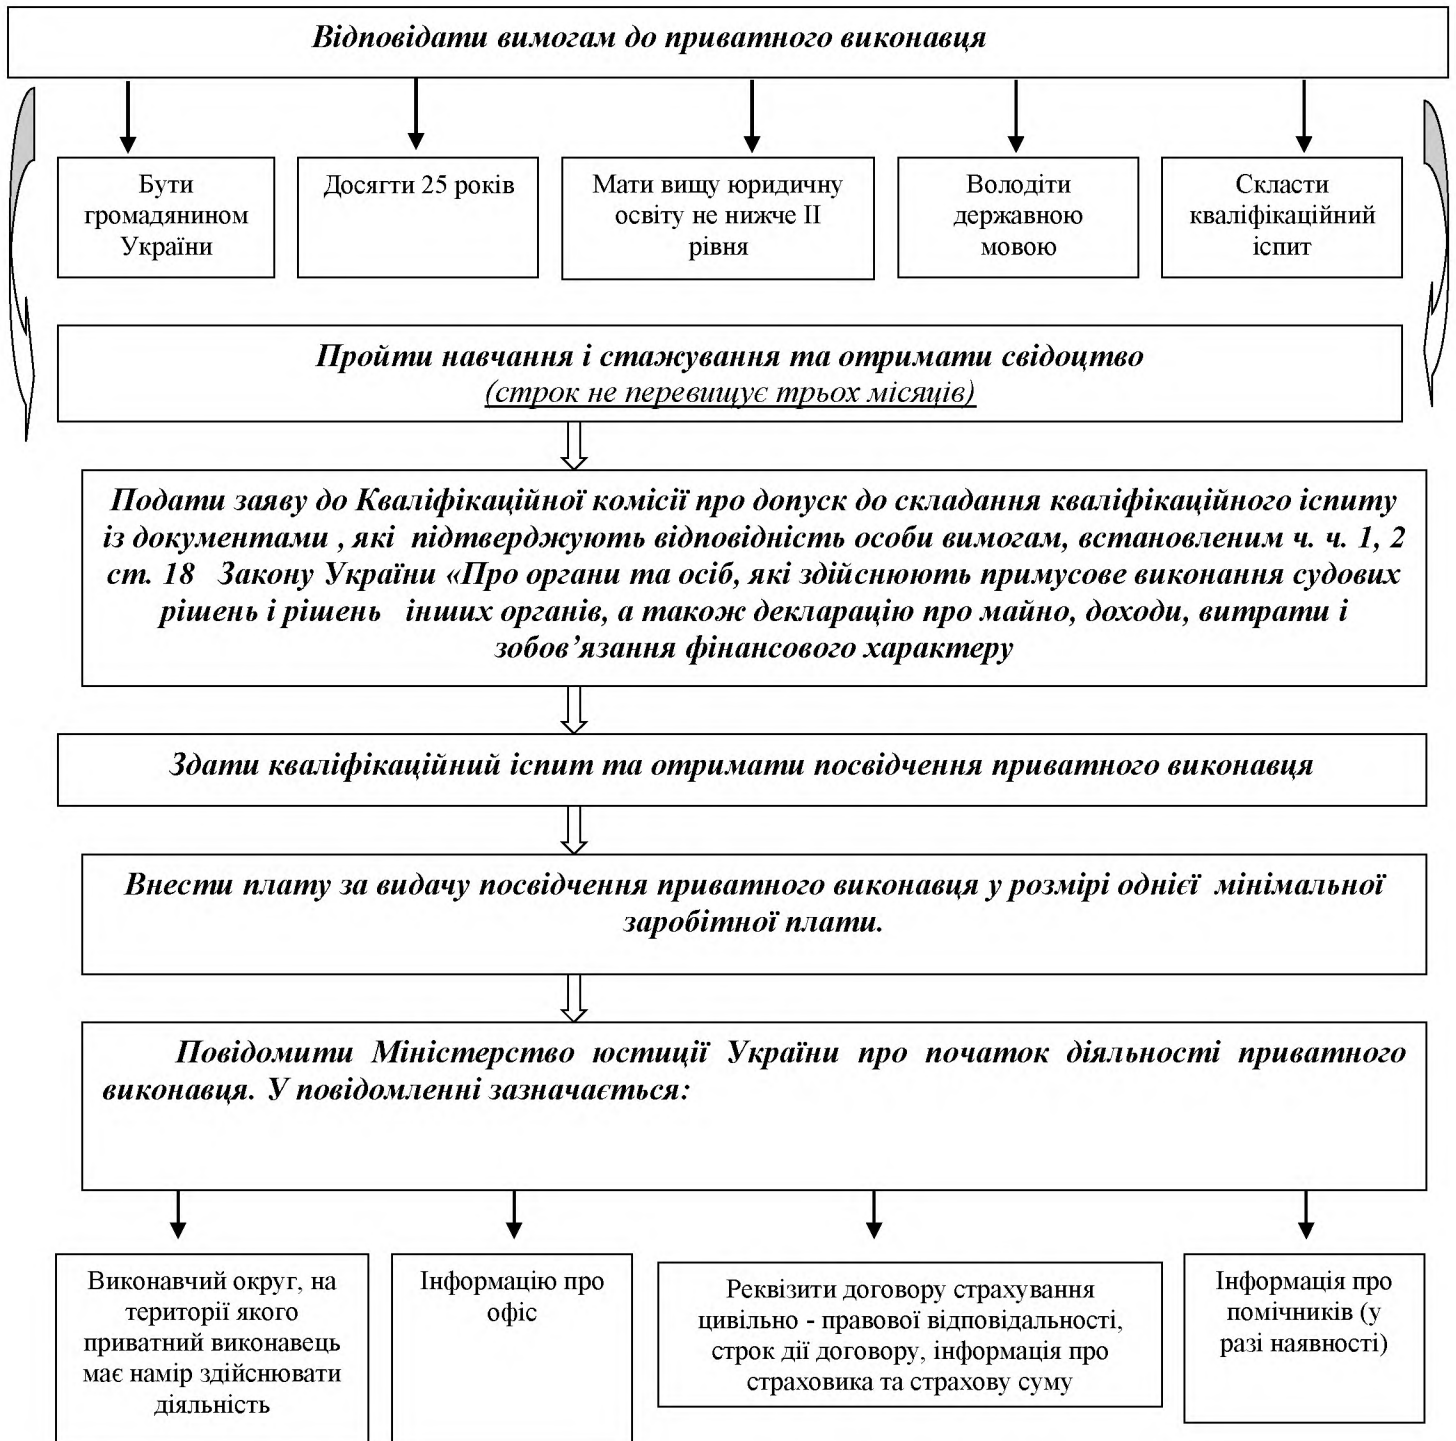 Відповідати вимогам до приватного виконавця
Бути
громадянином
України
Досягти 25 років
Мати вищу юридичну
освіту не нижче ІІ
рівня
Володіти
державною
мовою
Скласти
кваліфікаційний
іспит
Пройти навчання і стажування та отримати свідоцтво
(строк не перевищує трьох місяців)
Подати заяву до Кваліфікаційної комісії про допуск до складання кваліфікаційного іспиту
із документами , які підтверджують відповідність особи вимогам, встановленим ч. ч. 1, 2
ст. 18 Закону України «Про органи та осіб, які здійснюють примусове виконання судових
рішень і рішень інших органів, а також декларацію про майно, доходи, витрати і
зобов’язання фінансового характеру
Здати кваліфікаційний іспит та отримати посвідчення приватного виконавця
Внести плату за видачу посвідчення приватного виконавця у розмірі однієї мінімальної
заробітної плати.
Повідомити Міністерство юстиції України про початок діяльності приватного
виконавця. У повідомленні зазначається:
Виконавчий округ, на
території якого
приватний виконавець
має намір здійснювати
діяльність
Інформацію про
офіс
Реквізити договору страхування
цивільно - правової відповідальності,
строк дії договору, інформація про
страховика та страхову суму
Інформація про
помічників (у
разі наявності)